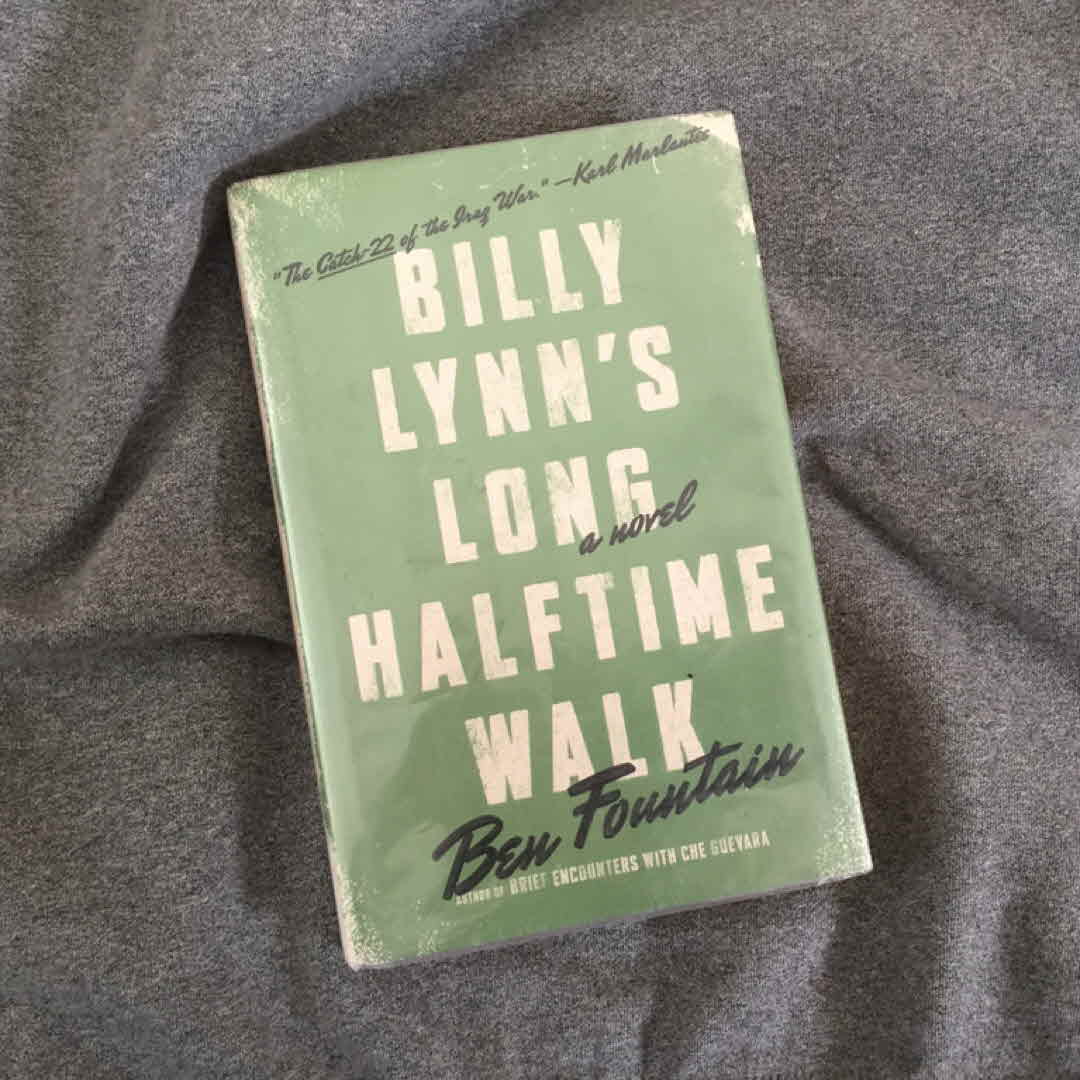 "The Catch-22 of the Iraq War." —Karl Marlantes
BILLY
LYNN'S
LONG
a novel
HALFTIME
WALK
Ben Fountain
AUTHOR OF BRIEF ENCOUNTERS WITH CHE GUEVARA